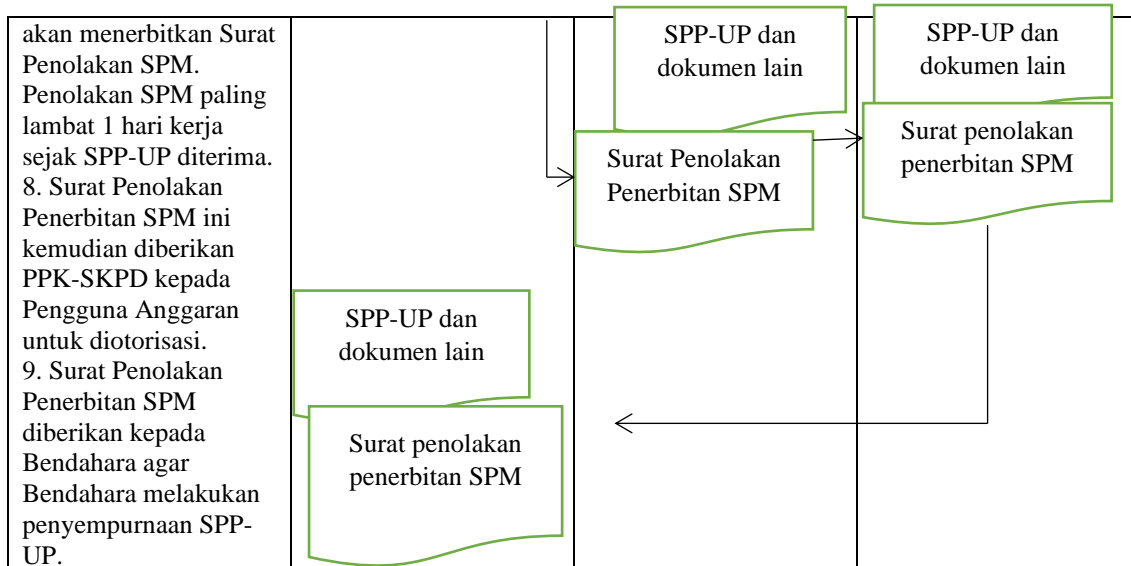 akan menerbitkan Surat
Penolakan SPM.
Penolakan SPM paling
lambat 1 hari kerja
sejak SPP-UP diterima.
8. Surat Penolakan
Penerbitan SPM ini
kemudian diberikan
PPK-SKPD kepada
Pengguna Anggaran
untuk diotorisasi.
9. Surat Penolakan
Penerbitan SPM
diberikan kepada
Bendahara agar
Bendahara melakukan
penyempurnaan SPP-
UP.
SPP-UP dan
dokumen lain
Surat penolakan
penerbitan SPM
SPP-UP dan
dokumen lain
Surat Penolakan
Penerbitan SPM
SPP-UP dan
dokumen lain
Surat penolakan
penerbitan SPM